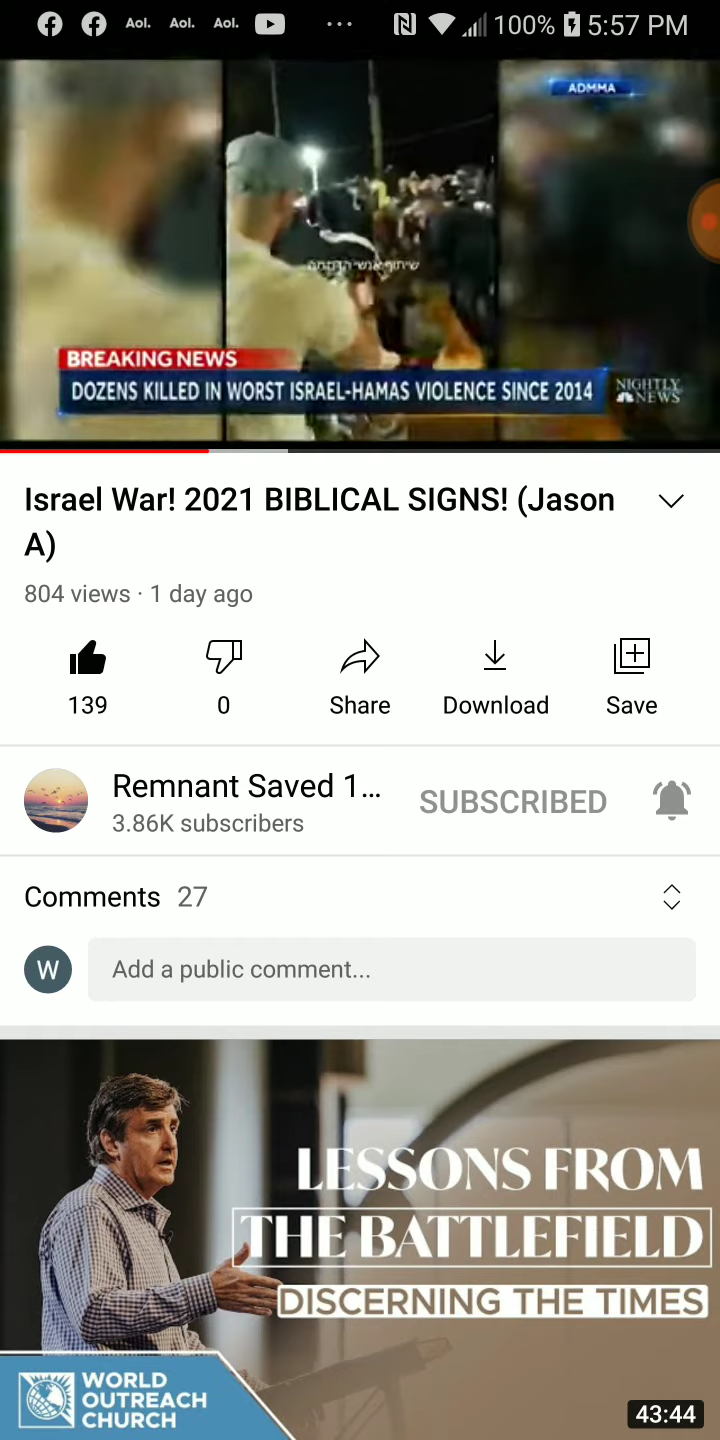 Aol. Aol. Aol. ... 100% 5:57 PM
ADMMA
BREAKING NEWS
DOZENS KILLED IN WORST ISRAEL-HAMAS VIOLENCE SINCE 2014
NIGHTLY
NEWS
Israel War! 2021 BIBLICAL SIGNS! (Jason
A)
804 views · 1 day ago
139 0 Share Download Save
Remnant Saved 1... SUBSCRIBED
3.86K subscribers
Comments 27
W Add a public comment...
LESSONS FROM
THE BATTLEFIELD
DISCERNING THE TIMES
WORLD
OUTREACH
CHURCH
43:44